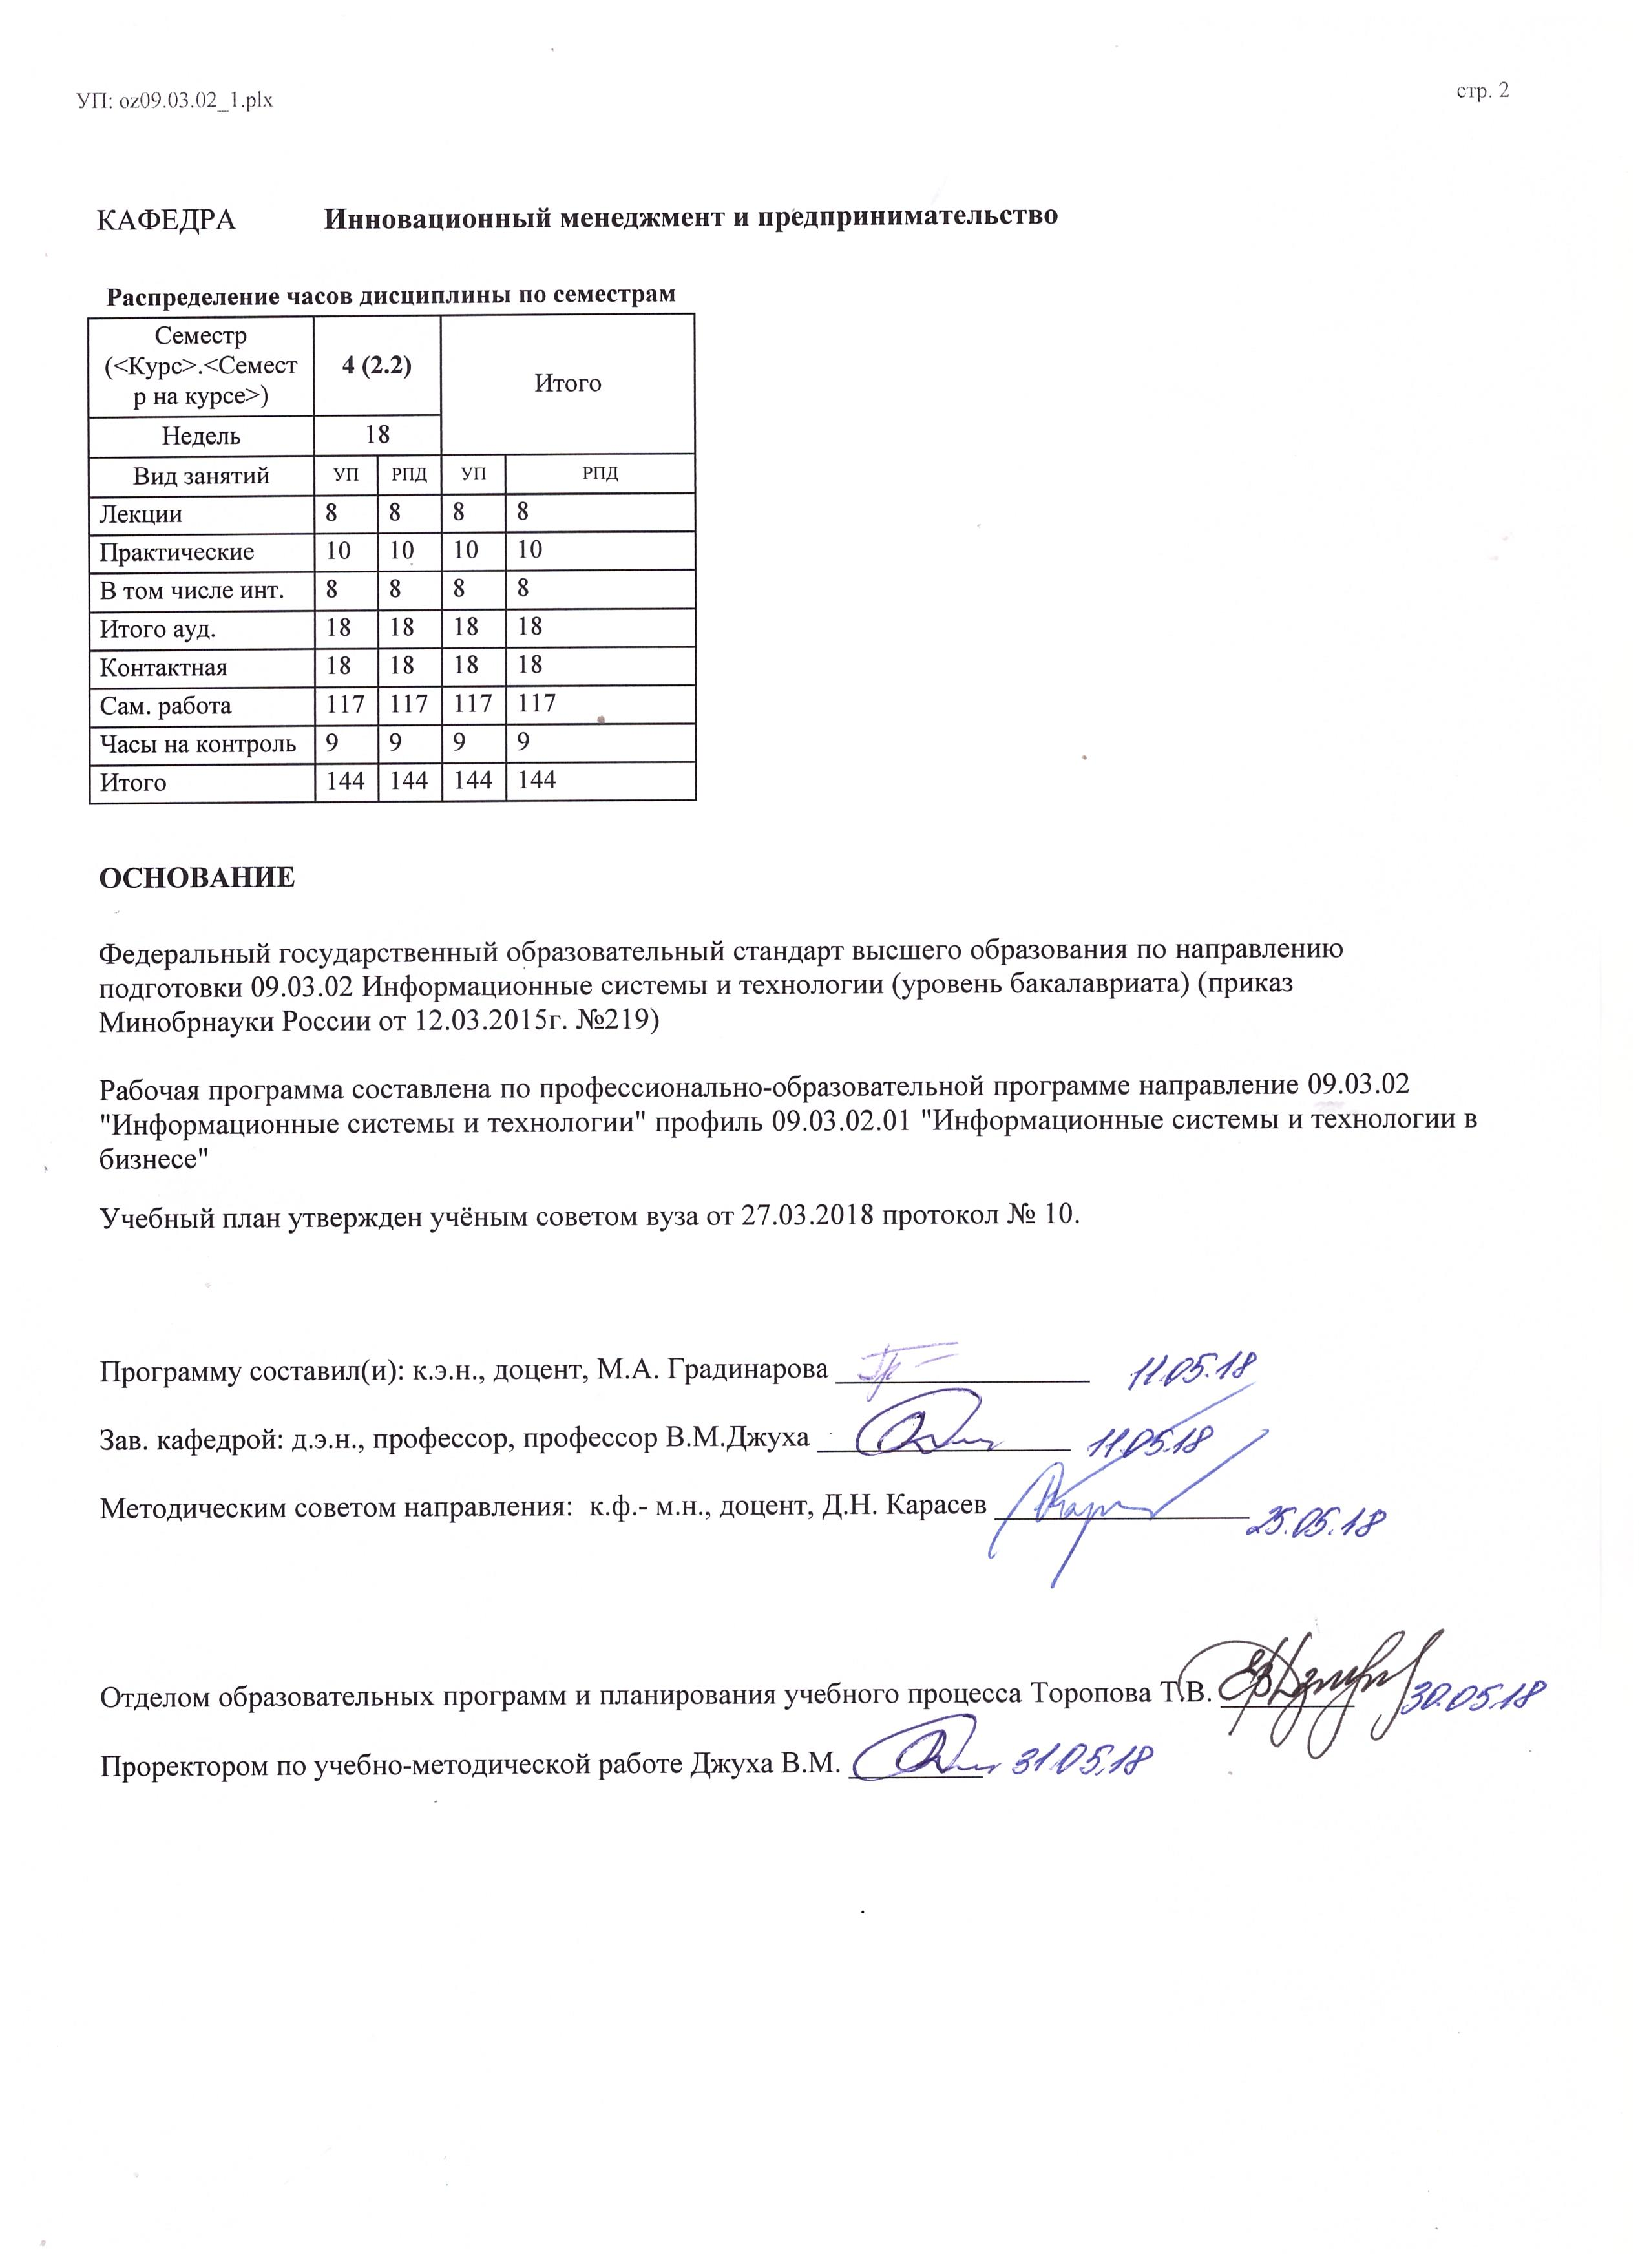 УП: oz09.03.02_1.plx
стр. 2
КАФЕДРА Инновационный менеджмент и предпринимательство
Распределение часов дисциплины по семестрам
Семестр (<Курс>.<Семестр на курсе>) 4 (2.2) Итого
Недель 18
Вид занятий УП РПД УП РПД
Лекции 8 8 8 8
Практические 10 10 10 10
В том числе инт. 8 8 8 8
Итого ауд. 18 18 18 18
Контактная 18 18 18 18
Сам. работа 117 117 117 117
Часы на контроль 9 9 9 9
Итого 144 144 144 144
ОСНОВАНИЕ
Федеральный государственный образовательный стандарт высшего образования по направлению
подготовки 09.03.02 Информационные системы и технологии (уровень бакалавриата) (приказ
Минобрнауки России от 12.03.2015г. №219)
Рабочая программа составлена по профессионально-образовательной программе направление 09.03.02
"Информационные системы и технологии" профиль 09.03.02.01 "Информационные системы и технологии в
бизнесе"
Учебный план утвержден учёным советом вуза от 27.03.2018 протокол № 10.
Программу составил(и): к.э.н., доцент, М.А. Градинарова 11.05.18
Зав. кафедрой: д.э.н., профессор, профессор В.М.Джуха 11.05.18
Методическим советом направления: к.ф.- м.н., доцент, Д.Н. Карасев 25.05.18
Отделом образовательных программ и планирования учебного процесса Торопова Т.В. 30.05.18
Проректором по учебно-методической работе Джуха В.М. 31.05.18